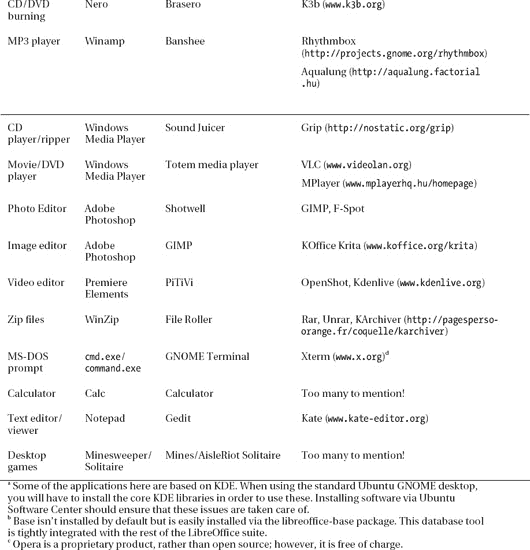 CD/DVD Nero Brasero K3b (www.k3b.org)
burning
MP3 player Winamp Banshee Rhythmbox
(http://projects.gnome.org/rhythmbox)
Aqualung (http://aqualung.factorial
.hu)
CD Windows Sound Juicer Grip (http://nostatic.org/grip)
player/ripper Media Player
Movie/DVD Windows Totem media player VLC (www.videolan.org)
player Media Player
MPlayer (www.mplayerhq.hu/homepage)
Photo Editor Adobe Shotwell GIMP, F-Spot
Photoshop
Image editor Adobe GIMP KOffice Krita (www.koffice.org/krita)
Photoshop
Video editor Premiere PiTiVi OpenShot, Kdenlive (www.kdenlive.org)
Elements
Zip files WinZip File Roller Rar, Unrar, KArchiver (http://pagesperso-
orange.fr/coquelle/karchiver)
MS-DOS cmd.exe/ GNOME Terminal Xterm (www.x.org)d
prompt command.exe
Calculator Calc Calculator Too many to mention!
Text editor/ Notepad Gedit Kate (www.kate-editor.org)
viewer
Desktop Minesweeper/ Mines/AisleRiot Solitaire Too many to mention!
games Solitaire
a Some of the applications here are based on KDE. When using the standard Ubuntu GNOME desktop,
you will have to install the core KDE libraries in order to use these. Installing software via Ubuntu
Software Center should ensure that these issues are taken care of.
b Base isn't installed by default but is easily installed via the libreoffice-base package. This database tool
is tightly integrated with the rest of the LibreOffice suite.
c Opera is a proprietary product, rather than open source; however, it is free of charge.